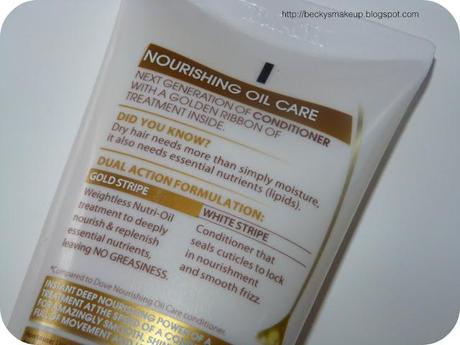 http://beckysmakeup.blogspot.com/
NOURISHING OIL CARE
NEXT GENERATION OF CONDITIONER
WITH A GOLDEN RIBBON OF
TREATMENT INSIDE.
DID YOU KNOW?
Dry hair needs more than simply moisture,
it also needs essential nutrients (lipids).
DUAL ACTION FORMULATION:
GOLD STRIPE
Weightless Nutri-Oil
treatment to deeply
nourish & replenish
essential nutrients,
leaving NO GREASINESS.
WHITE STRIPE
Conditioner that
seals cuticles to lock
in nourishment
and smooth frizz.
*Compared to Dove Nourishing Oil Care conditioner.
INSTANT DEEP NOURISHING POWER OF A
TREATMENT AT THE SPEED OF A
FOR AMAZINGLY SMOOTH,
FULL OF MOVEMENT